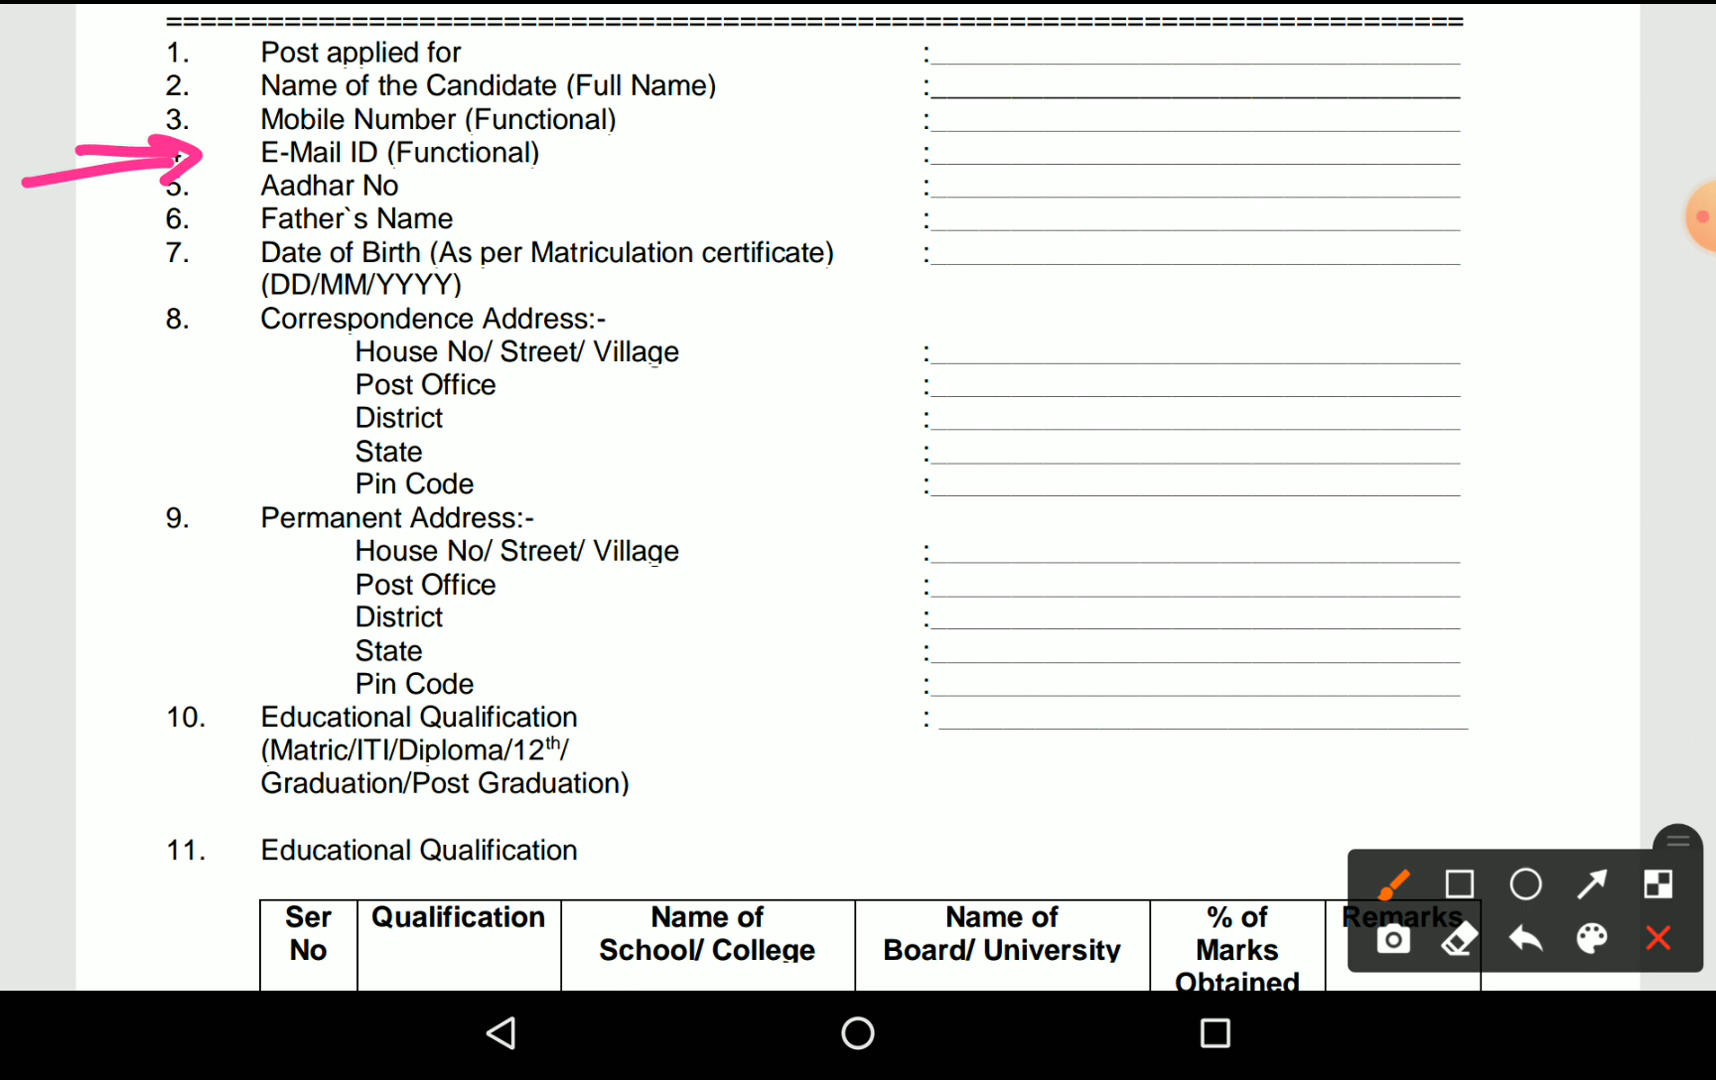 ================================================================================
1. Post applied for :
2. Name of the Candidate (Full Name) :
3. Mobile Number (Functional) :
E-Mail ID (Functional) :
5. Aadhar No :
6. Father`s Name :
7. Date of Birth (As per Matriculation certificate) :
(DD/MM/YYYY)
8. Correspondence Address:-
House No/ Street/ Village :
Post Office :
District :
State :
Pin Code :
9. Permanent Address:-
House No/ Street/ Village :
Post Office :
District :
State :
Pin Code :
10. Educational Qualification :
(Matric/ITI/Diploma/12th/
Graduation/Post Graduation)
11. Educational Qualification
Ser Qualification Name of Name of % of Remarks
No School/ College Board/ University Marks
Obtained